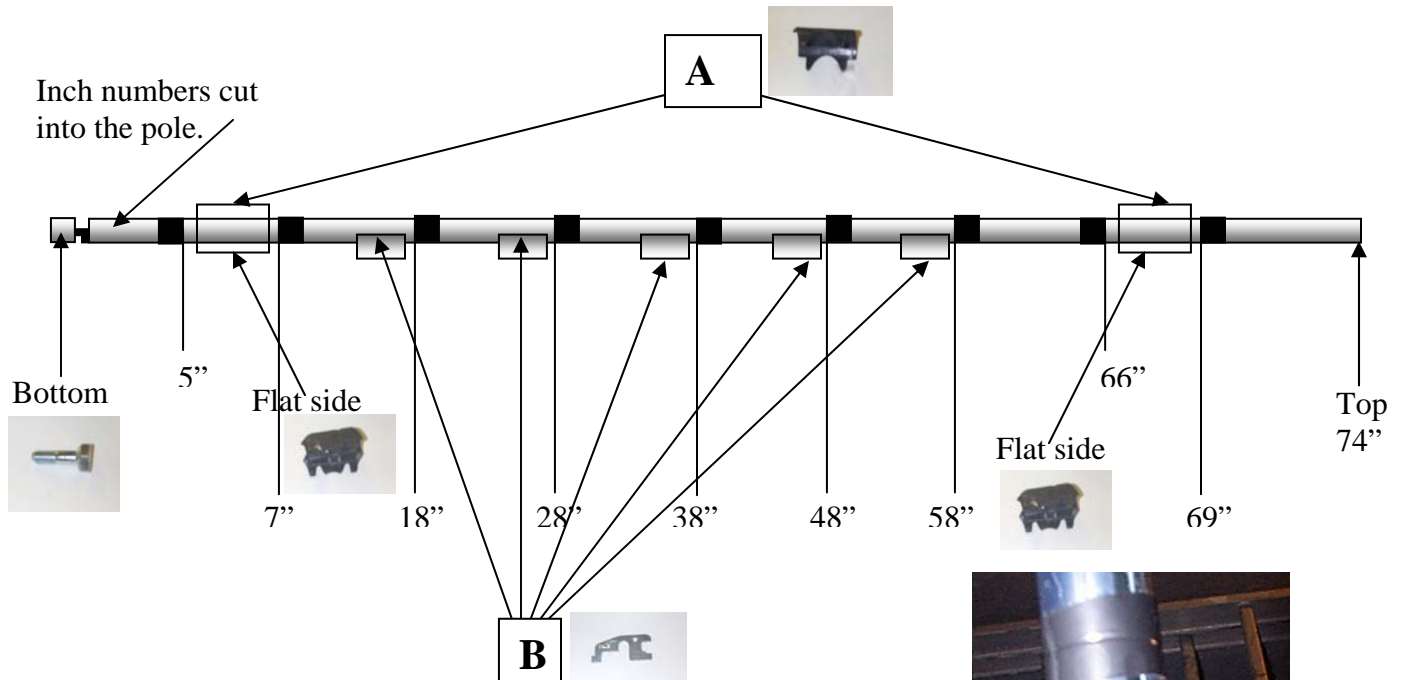 A
Inch numbers cut
into the pole.
5”
66”
Bottom
Flat side
Top
74”
Flat side
7”
18”
28”
38”
48”
58”
69”
B